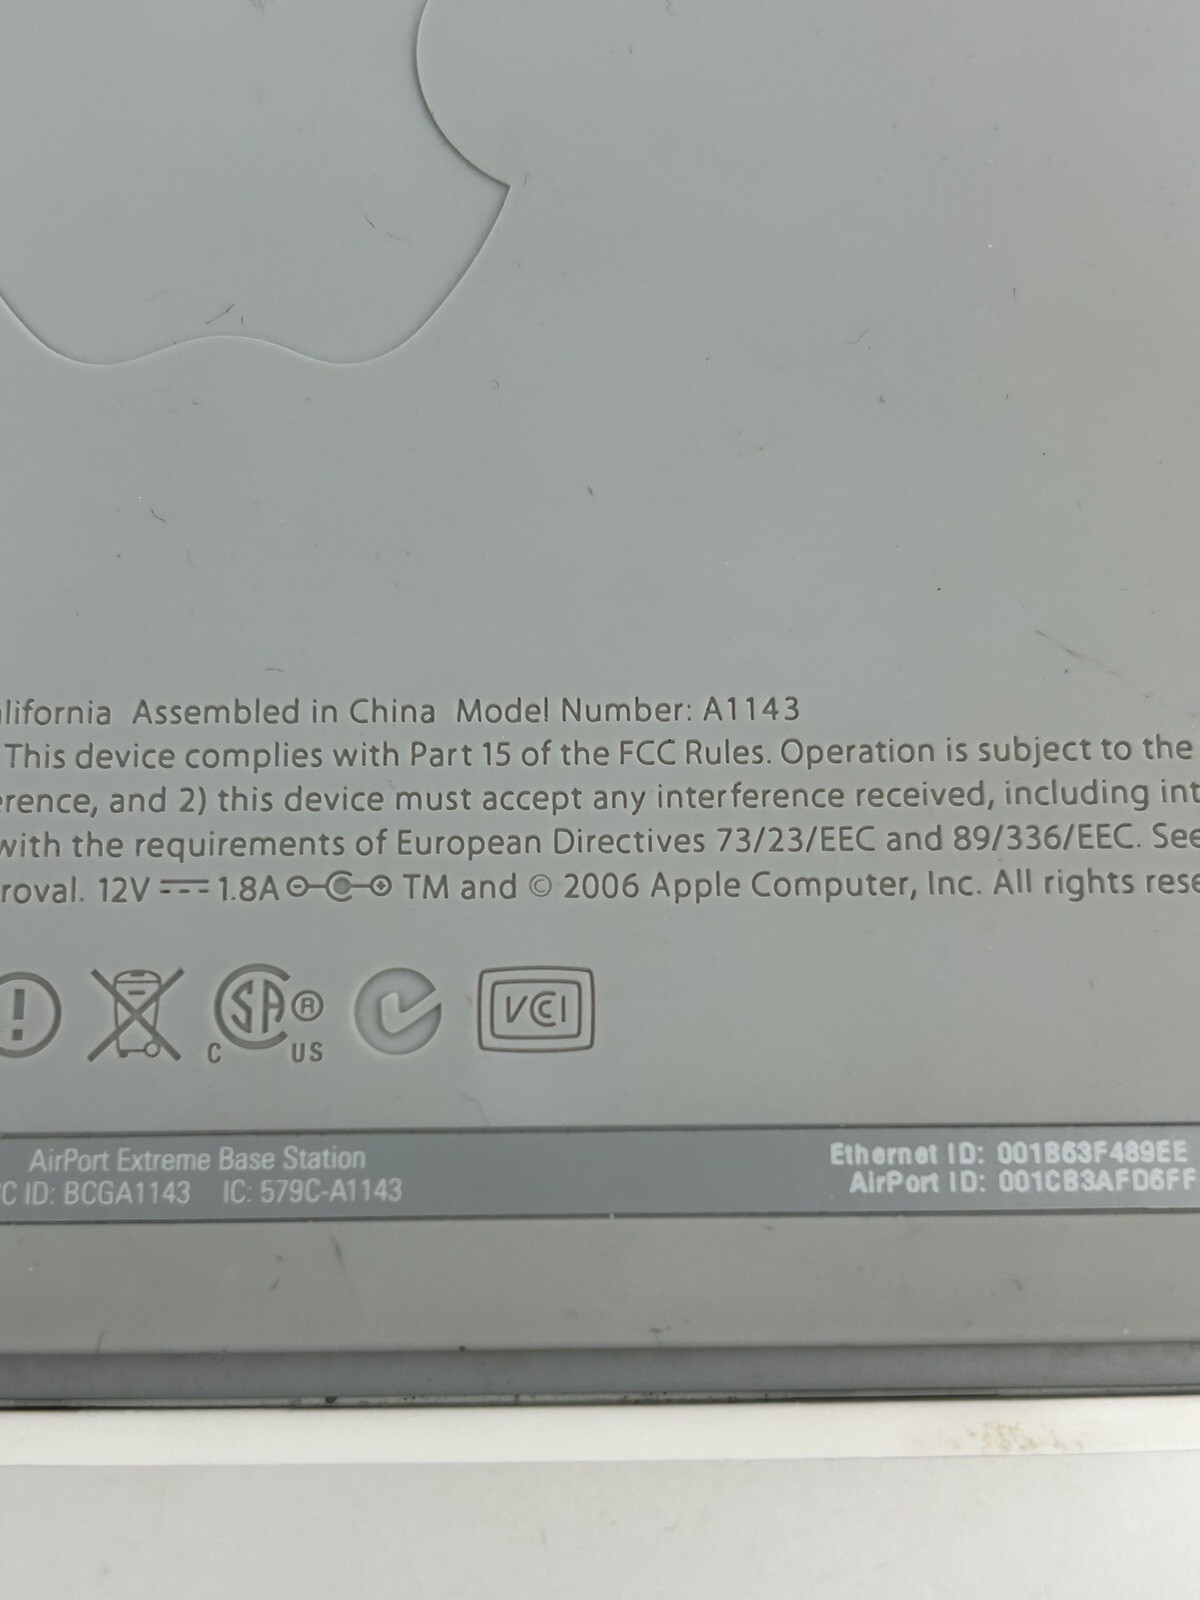 lifornia Assembled in China Model Number: A1143
This device complies with Part 15 of the FCC Rules. Operation is subject to the
erence, and 2) this device must accept any interference received, including int
with the requirements of European Directives 73/23/EEC and 89/336/EEC. See
roval. 12V 1.8A TM and © 2006 Apple Computer, Inc. All rights rese
! C SA ® US VCI
AirPort Extreme Base Station Ethernet ID: 001B63F489EE
C ID: BCGA1143 IC: 579C-A1143 AirPort ID: 001CB3AFD6FF